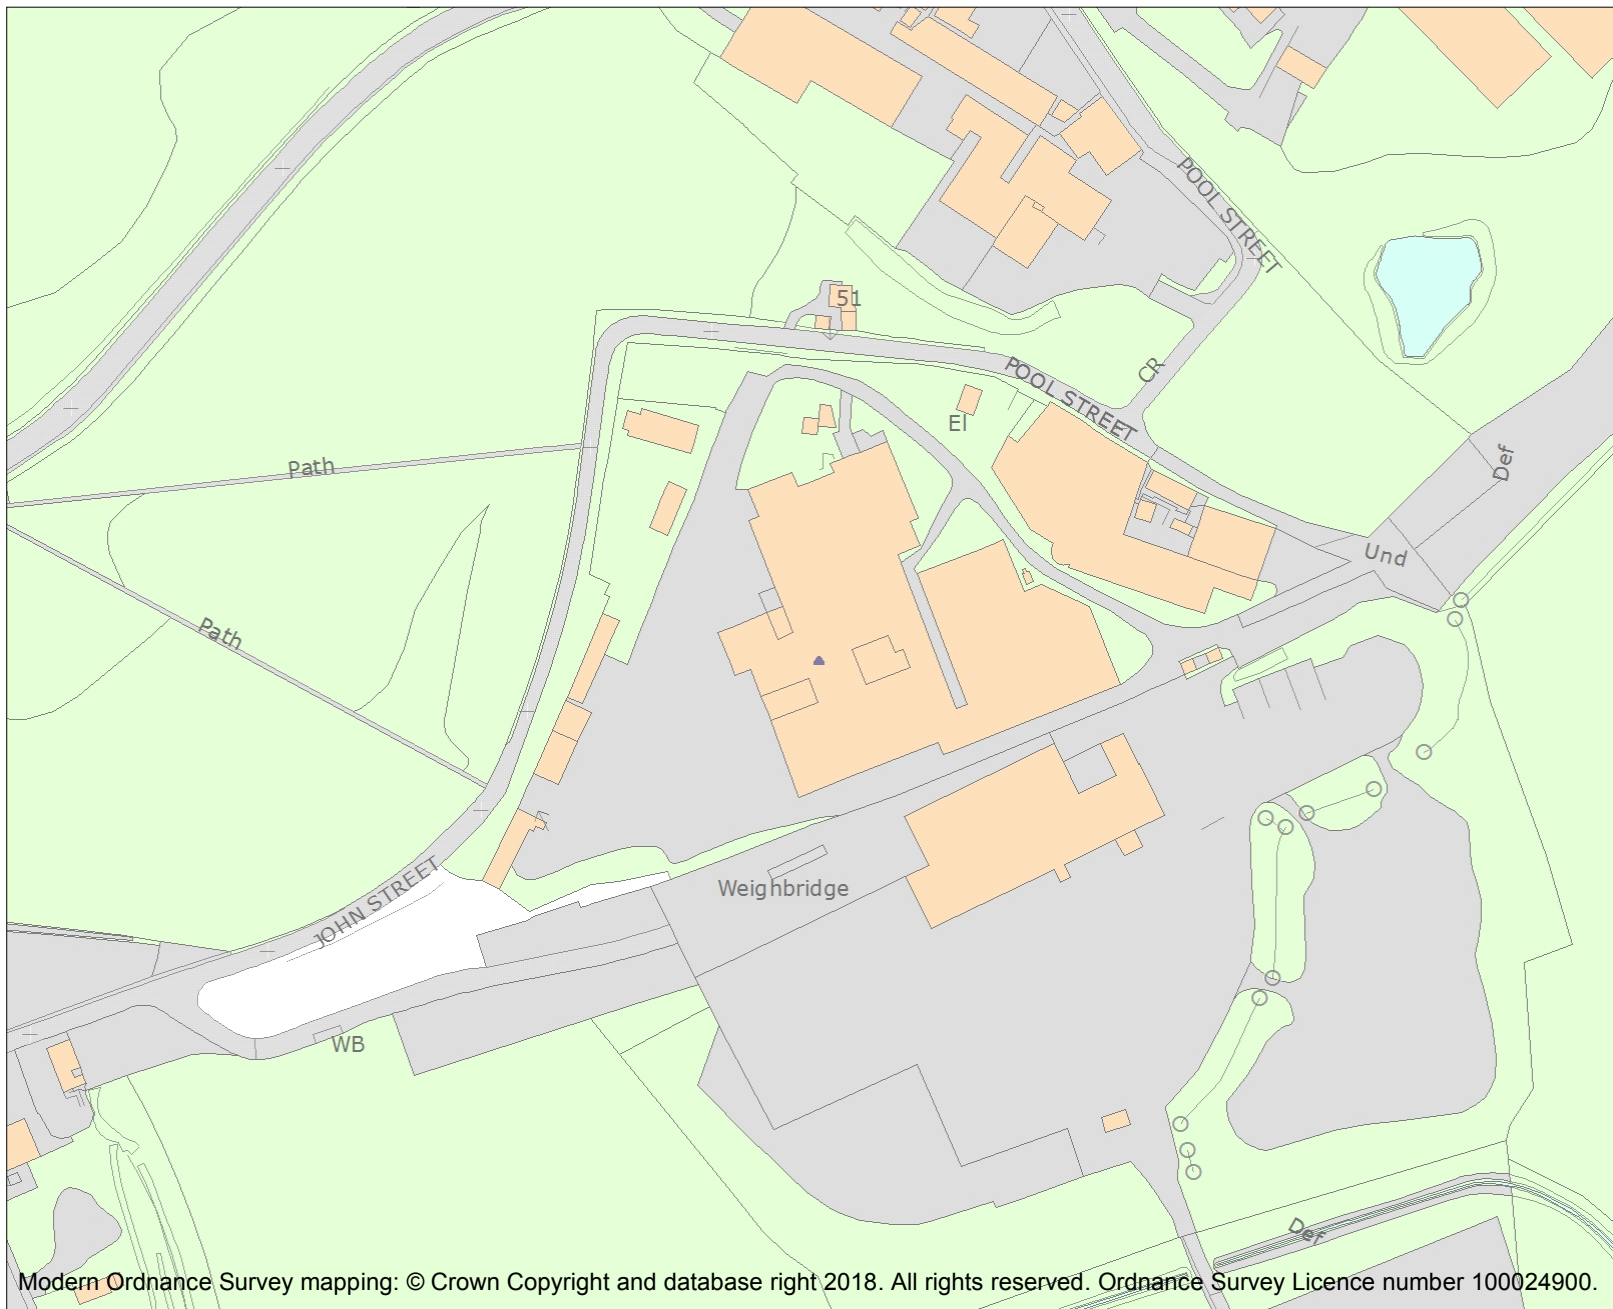 POOL STREET
51
CR
POOL STREET
El
Def
Path
Und
Path
JOHN STREET
Weighbridge
WB
Def
Modern Ordnance Survey mapping: © Crown Copyright and database right 2018. All rights reserved. Ordnance Survey Licence number 100024900.